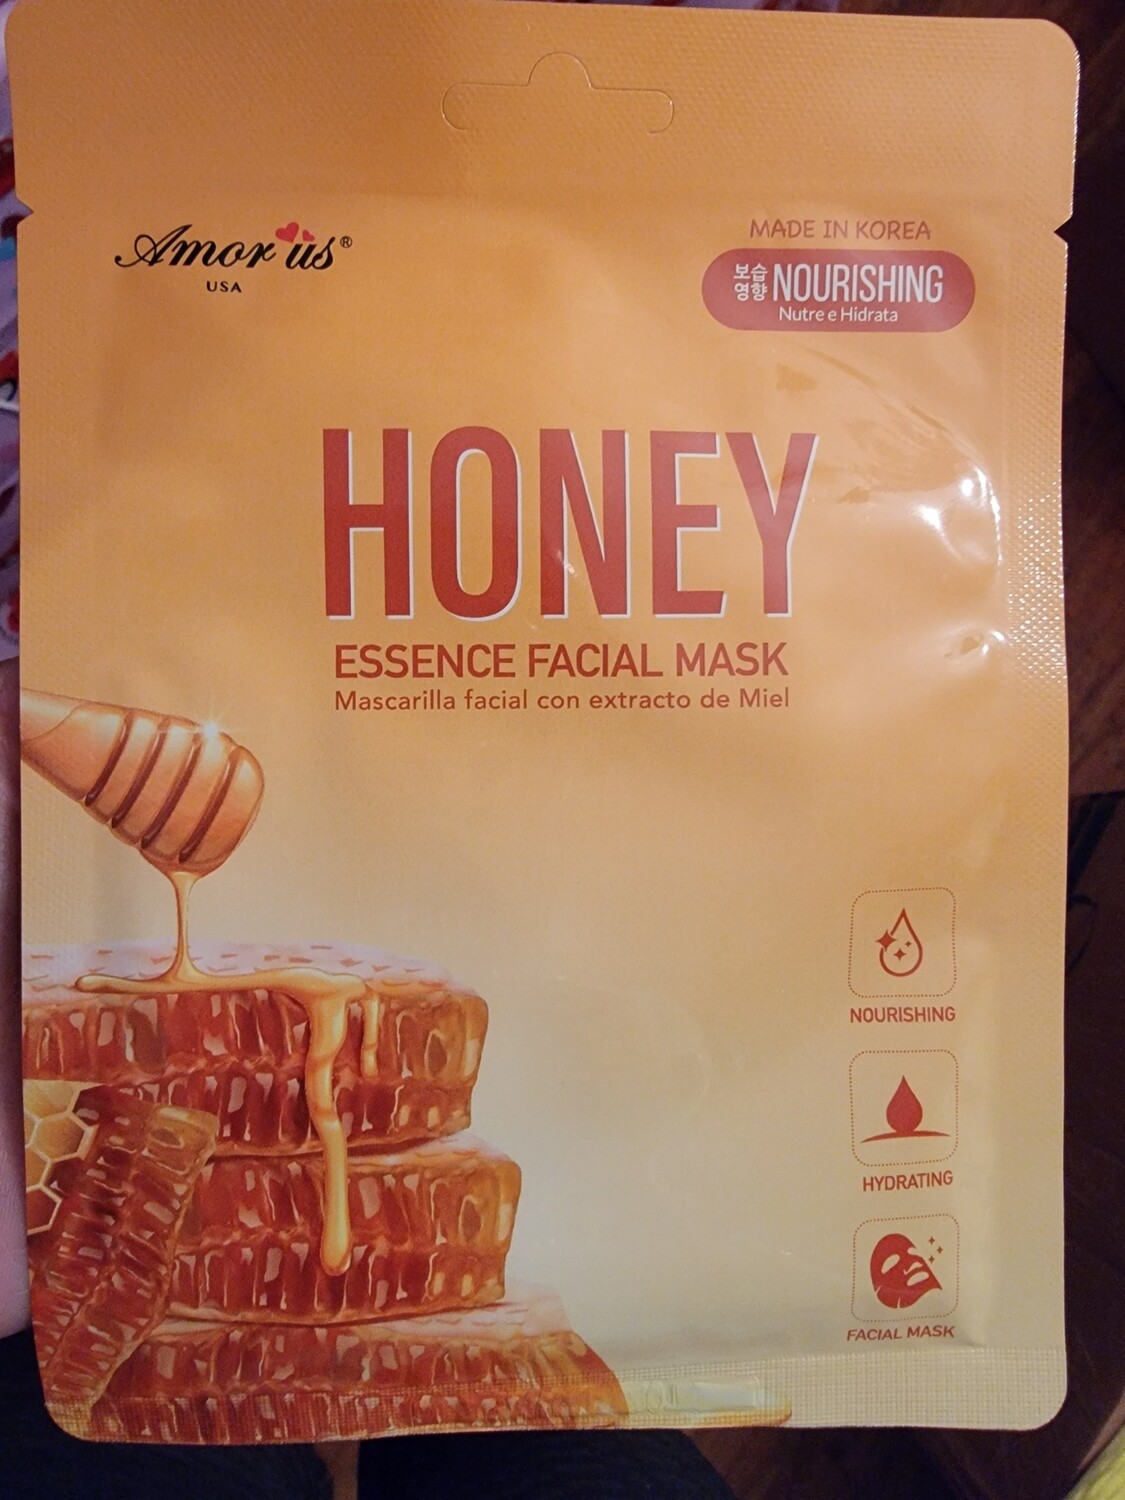 Amor üs®
USA
MADE IN KOREA
보습
영향 NOURISHING
Nutre e Hidrata
HONEY
ESSENCE FACIAL MASK
Mascarilla facial con extracto de Miel
NOURISHING
HYDRATING
FACIAL MASK